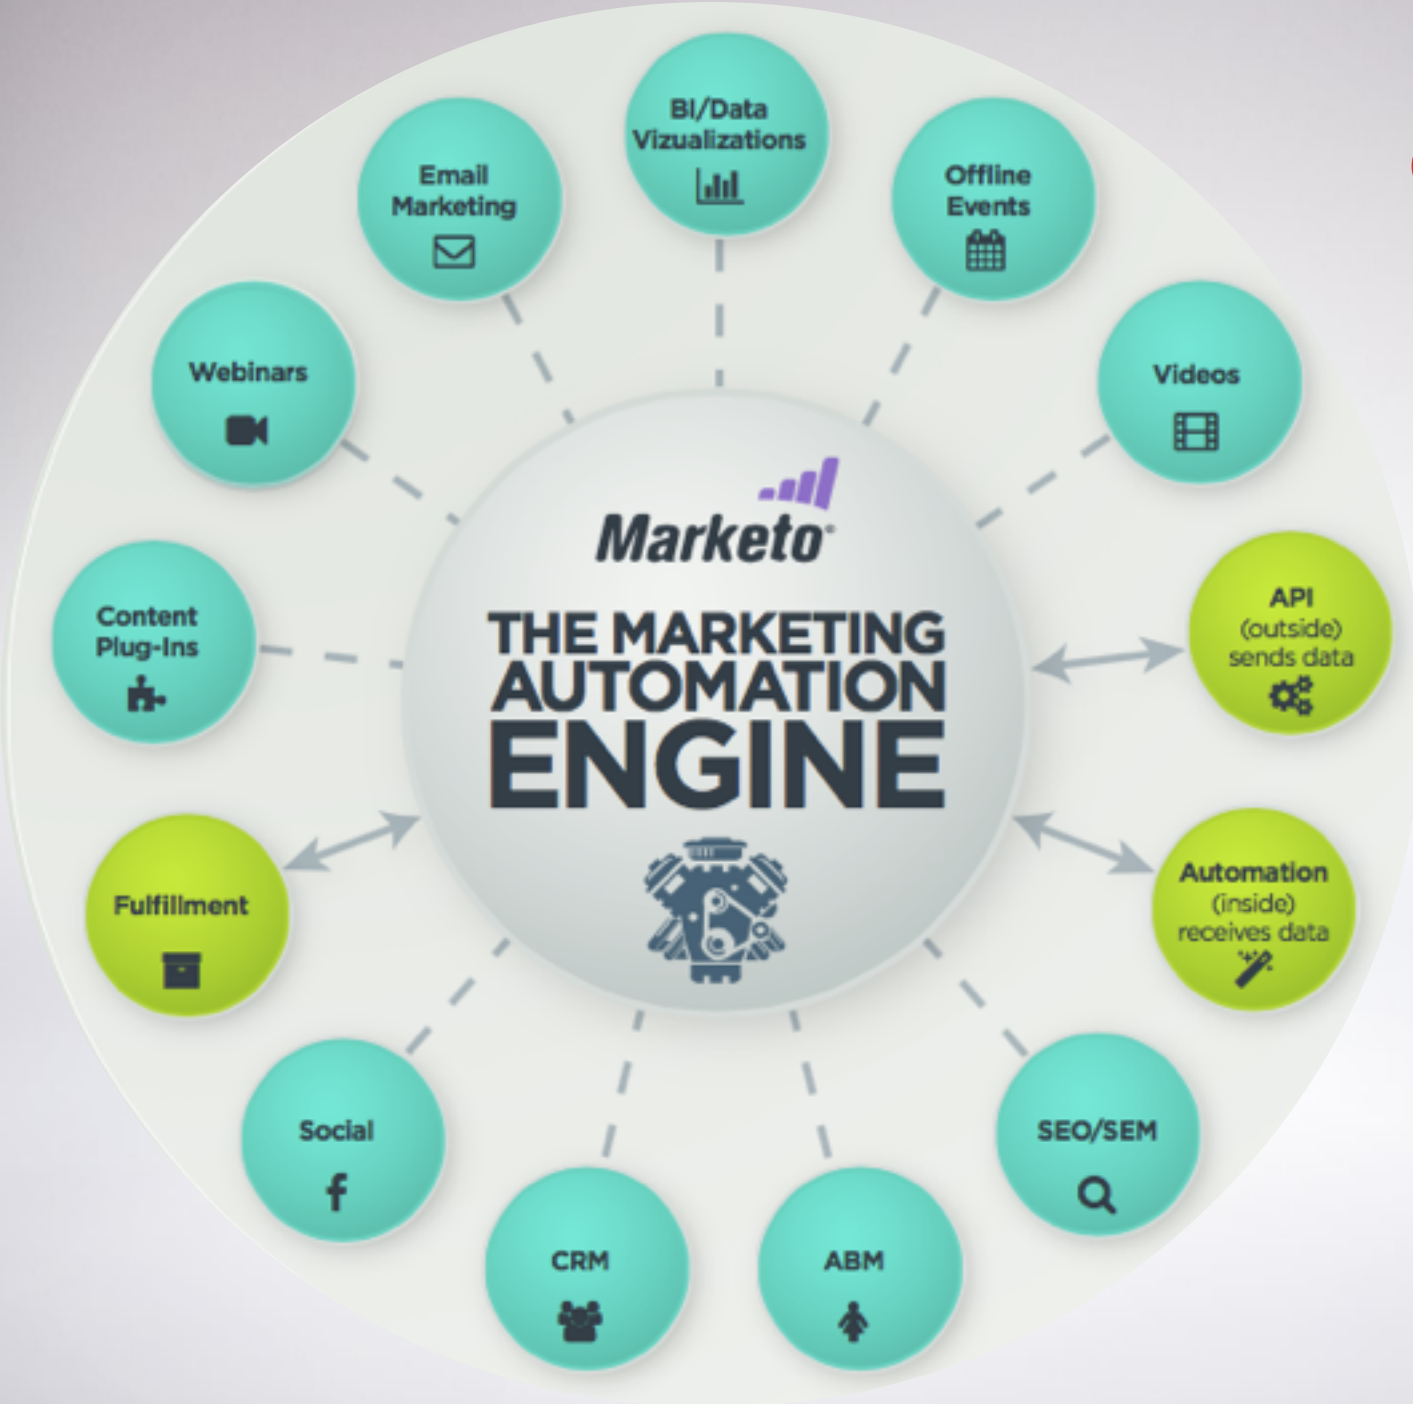 BI/Data
Vizualizations
Offline
Events
Videos
API
(outside)
sends data
Automation
(inside)
receives data
SEO/SEM
ABM
CRM
Social
Fulfillment
Content
Plug-Ins
Webinars
Email
Marketing
Marketo®
THE MARKETING
AUTOMATION
ENGINE